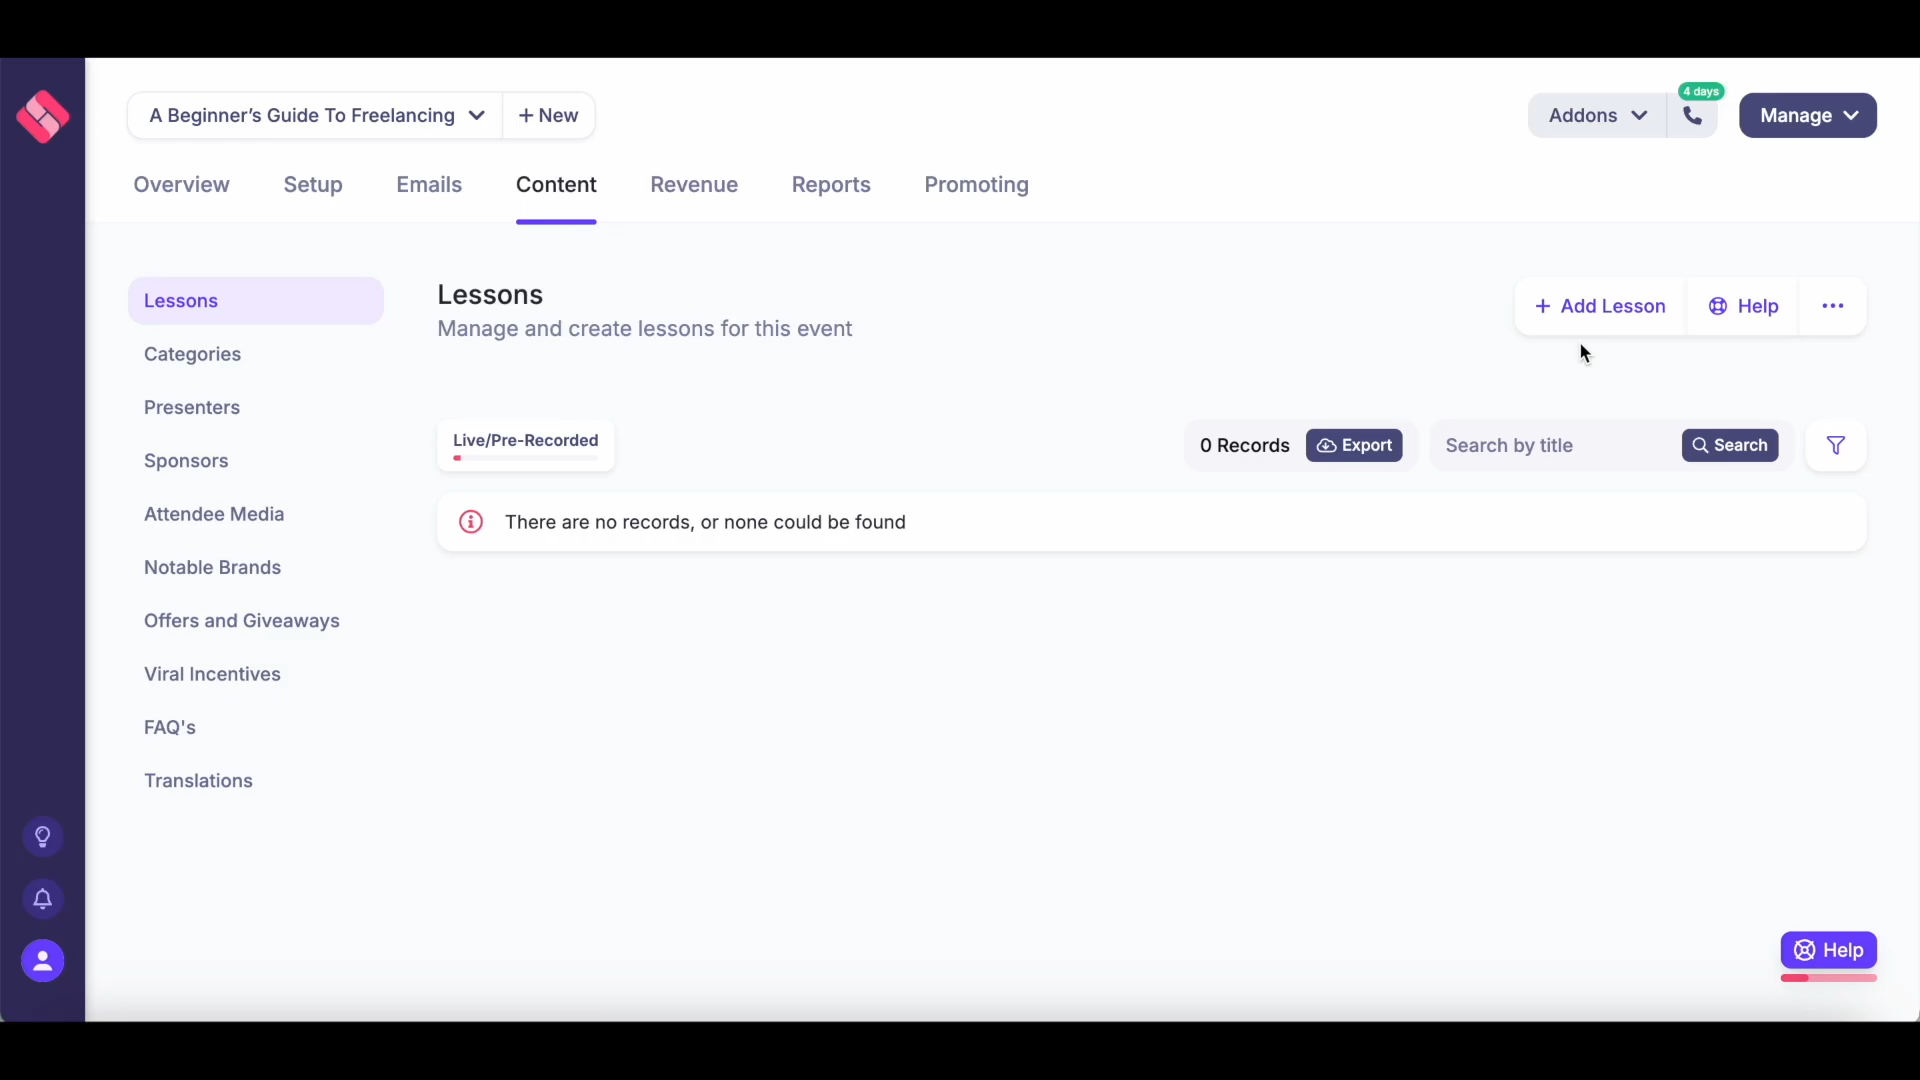 A Beginner’s Guide To Freelancing
+ New
Addons
4 days
Manage
Overview
Setup
Emails
Content
Revenue
Reports
Promoting
Lessons
Categories
Presenters
Sponsors
Attendee Media
Notable Brands
Offers and Giveaways
Viral Incentives
FAQ's
Translations
Lessons
Manage and create lessons for this event
+ Add Lesson
Help
Live/Pre-Recorded
0 Records
Export
Search by title
Search
There are no records, or none could be found
Help